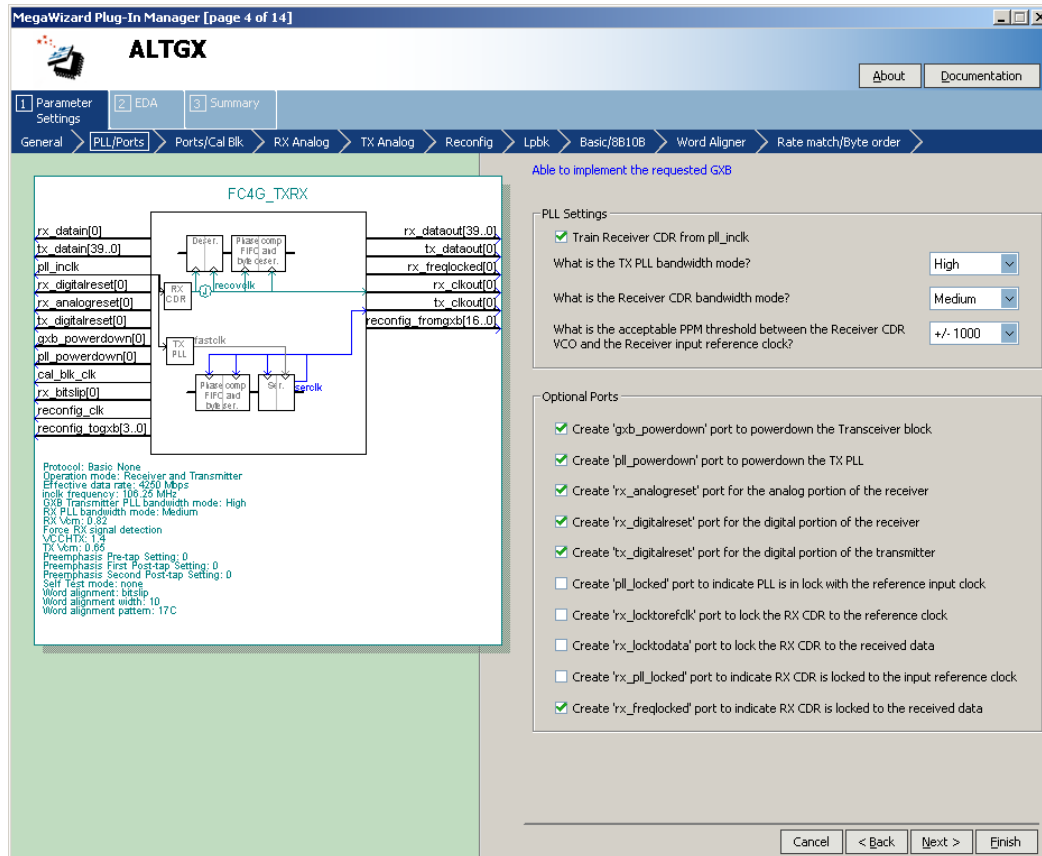 MegaWizard Plug-In Manager [page 4 of 14]
ALTGX
About
Documentation
1 Parameter Settings
2 EDA
3 Summary
General
PLL/Ports
Ports/Cal Blk
RX Analog
TX Analog
Reconfig
Lpbk
Basic/8B10B
Word Aligner
Rate match/Byte order
FC4G_TXRX
rx_datain[0]
tx_datain[39..0]
pll_inclk
rx_digitalreset[0]
rx_analogreset[0]
tx_digitalreset[0]
gxb_powerdown[0]
pll_powerdown[0]
cal_blk_clk
rx_bitslip[0]
reconfig_clk
reconfig_togxb[3..0]
Deser.
Phase comp
FIFO and
byte deser.
RX
CDR
recovclk
TX
PLL
fastclk
Phase comp
FIFO and
byte ser.
Ser.
serclk
rx_dataout[39..0]
tx_dataout[0]
rx_freqlocked[0]
rx_clkout[0]
tx_clkout[0]
reconfig_fromgxb[16..0]
Protocol: Basic None
Operation mode: Receiver and Transmitter
Effective data rate: 4250 Mbps
inclk frequency: 106.25 MHz
GXB Transmitter PLL bandwidth mode: High
RX PLL bandwidth mode: Medium
RX Vcm: 0.82
Force RX signal detection
VCCHTX: 1.4
TX Vcm: 0.65
Preemphasis Pre-tap Setting: 0
Preemphasis First Post-tap Setting: 0
Preemphasis Second Post-tap Setting: 0
Self Test mode: none
Word alignment: bitslip
Word alignment width: 10
Word alignment pattern: 17C
Able to implement the requested GXB
PLL Settings
Train Receiver CDR from pll_inclk
What is the TX PLL bandwidth mode?
High
What is the Receiver CDR bandwidth mode?
Medium
What is the acceptable PPM threshold between the Receiver CDR
VCO and the Receiver input reference clock?
+/- 1000
Optional Ports
Create 'gxb_powerdown' port to powerdown the Transceiver block
Create 'pll_powerdown' port to powerdown the TX PLL
Create 'rx_analogreset' port for the analog portion of the receiver
Create 'rx_digitalreset' port for the digital portion of the receiver
Create 'tx_digitalreset' port for the digital portion of the transmitter
Create 'pll_locked' port to indicate PLL is in lock with the reference input clock
Create 'rx_locktorefclk' port to lock the RX CDR to the reference clock
Create 'rx_locktodata' port to lock the RX CDR to the received data
Create 'rx_pll_locked' port to indicate RX CDR is locked to the input reference clock
Create 'rx_freqlocked' port to indicate RX CDR is locked to the received data
Cancel
< Back
Next >
Finish